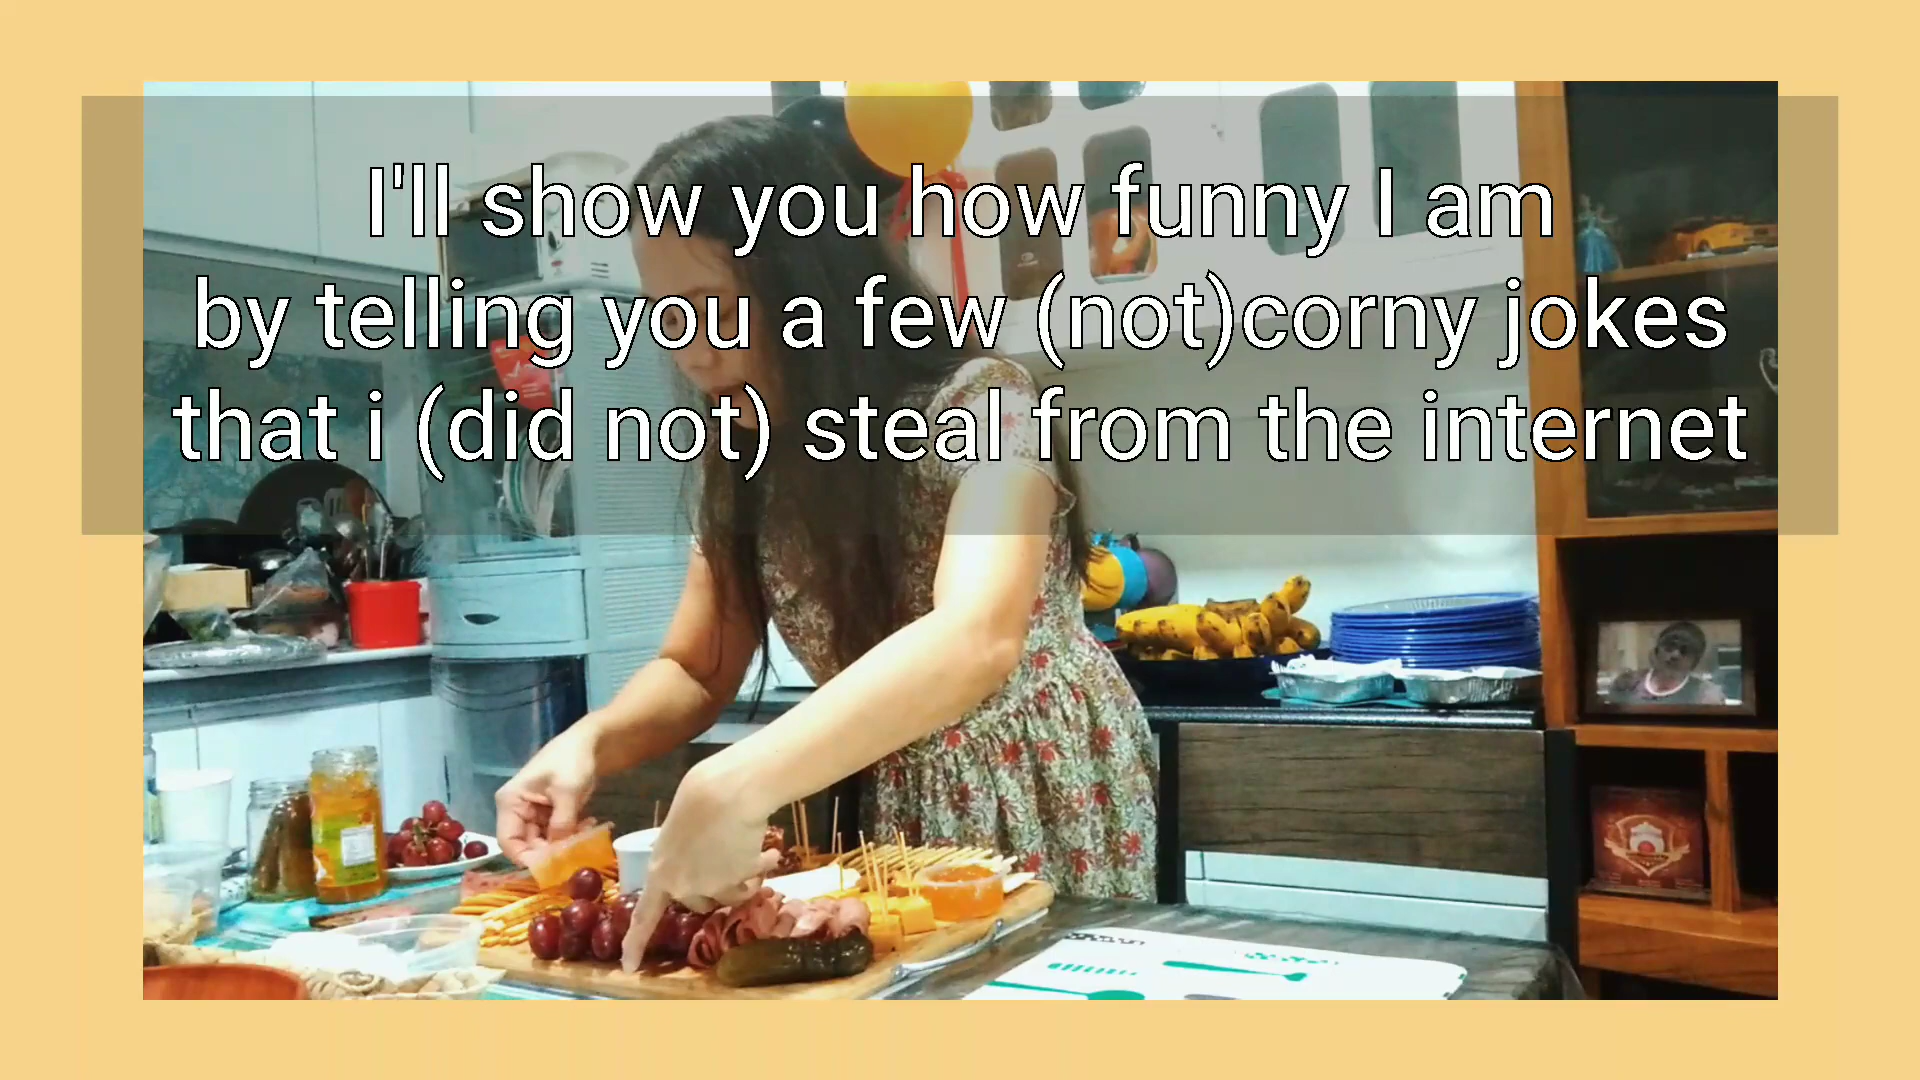 I'll show you how funny I am
by telling you a few (not)corny jokes
that i (did not) steal from the internet